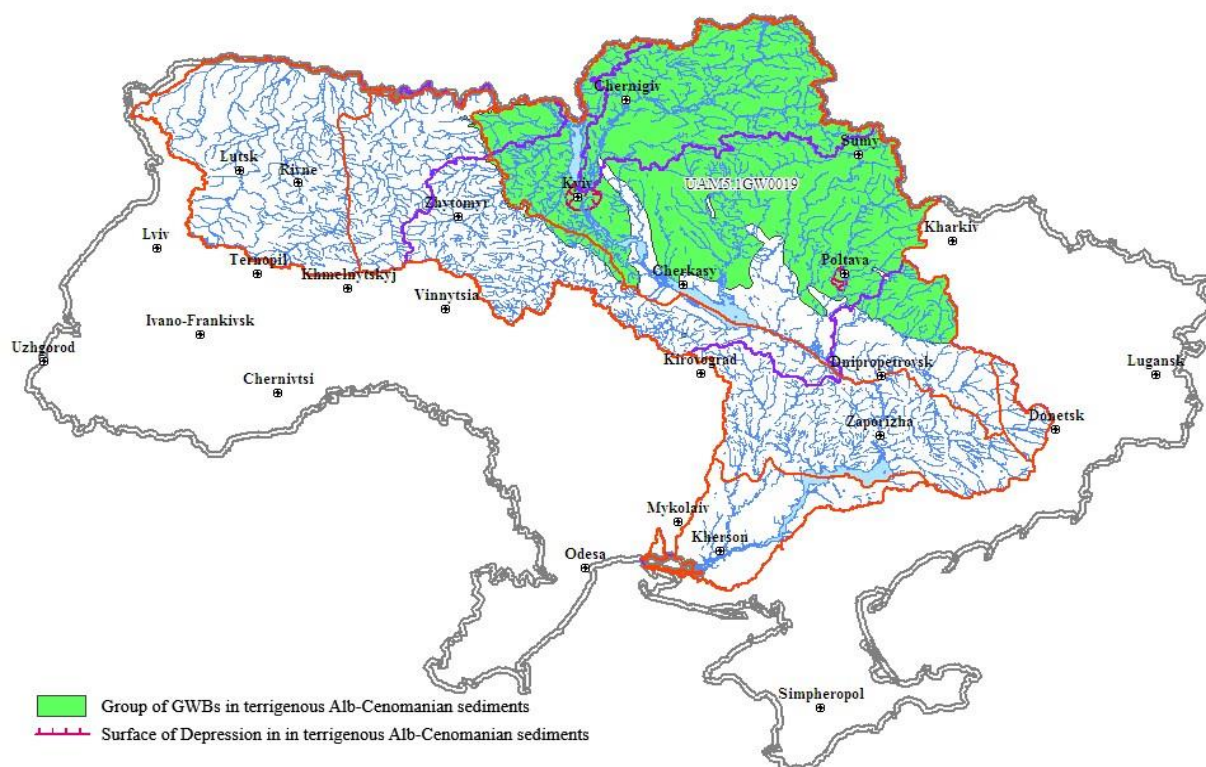 Chernigiv
Sumy
Lutsk
Rivne
UAM5.1GW0019
Kyiv
Zhytomyr
Kharkiv
Lviv
Ternopil
Poltava
Khmelnytskyj
Cherkasy
Vinnytsia
Ivano-Frankivsk
Uzhgorod
Kirovograd
Dnipropetrovsk
Lugansk
Chernivtsi
Donetsk
Zaporizha
Mykolaiv
Kherson
Odesa
Simpheropol
Group of GWBs in terrigenous Alb-Cenomanian sediments
Surface of Depression in in terrigenous Alb-Cenomanian sediments